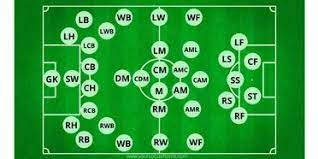 WB LW WF
LB
LWB
LH
LCB LM AML LF
LS
CB CM AMC
GK SW DM CDM CAM SS CF
CH M
AM ST
RS
RCB RM AMR
RF
RH WB
RB WB RW WF